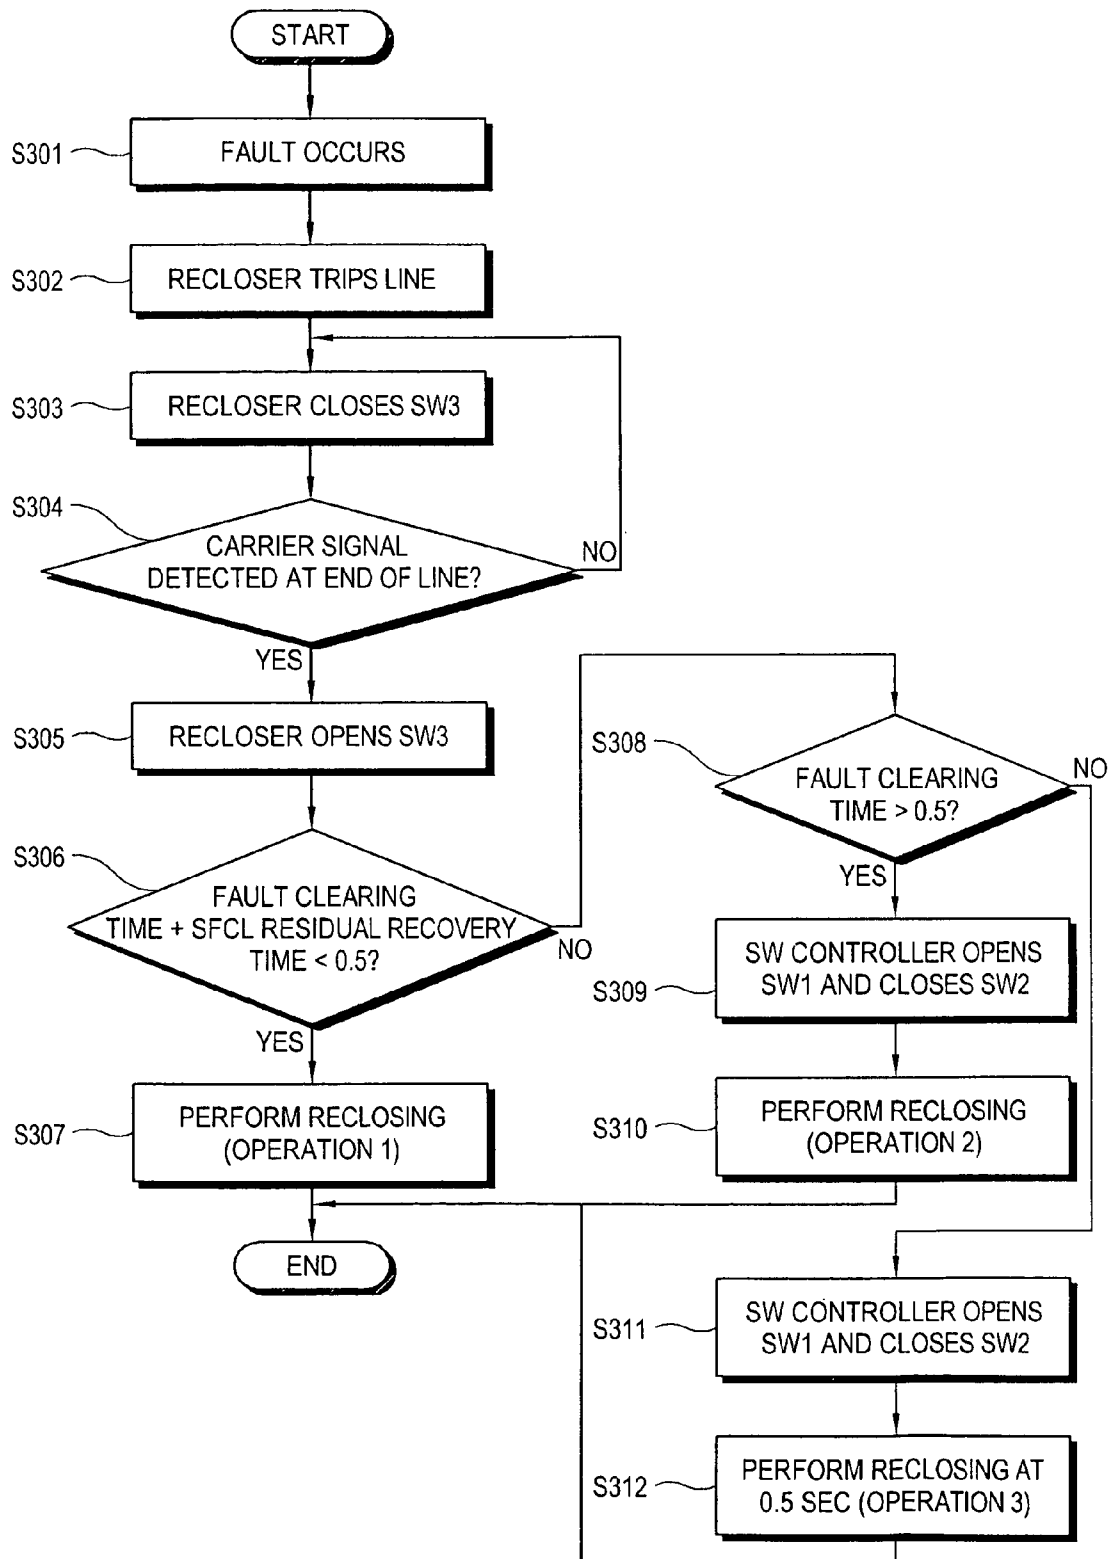 START
S301
FAULT OCCURS
S302
RECLOSER TRIPS LINE
S303
RECLOSER CLOSES SW3
S304
CARRIER SIGNAL
DETECTED AT END OF LINE?
NO
YES
S305
RECLOSER OPENS SW3
S306
FAULT CLEARING
TIME + SFCL RESIDUAL RECOVERY
TIME < 0.5?
NO
YES
S307
PERFORM RECLOSING
(OPERATION 1)
END
S308
FAULT CLEARING
TIME > 0.5?
NO
YES
S309
SW CONTROLLER OPENS
SW1 AND CLOSES SW2
S310
PERFORM RECLOSING
(OPERATION 2)
S311
SW CONTROLLER OPENS
SW1 AND CLOSES SW2
S312
PERFORM RECLOSING AT
0.5 SEC (OPERATION 3)